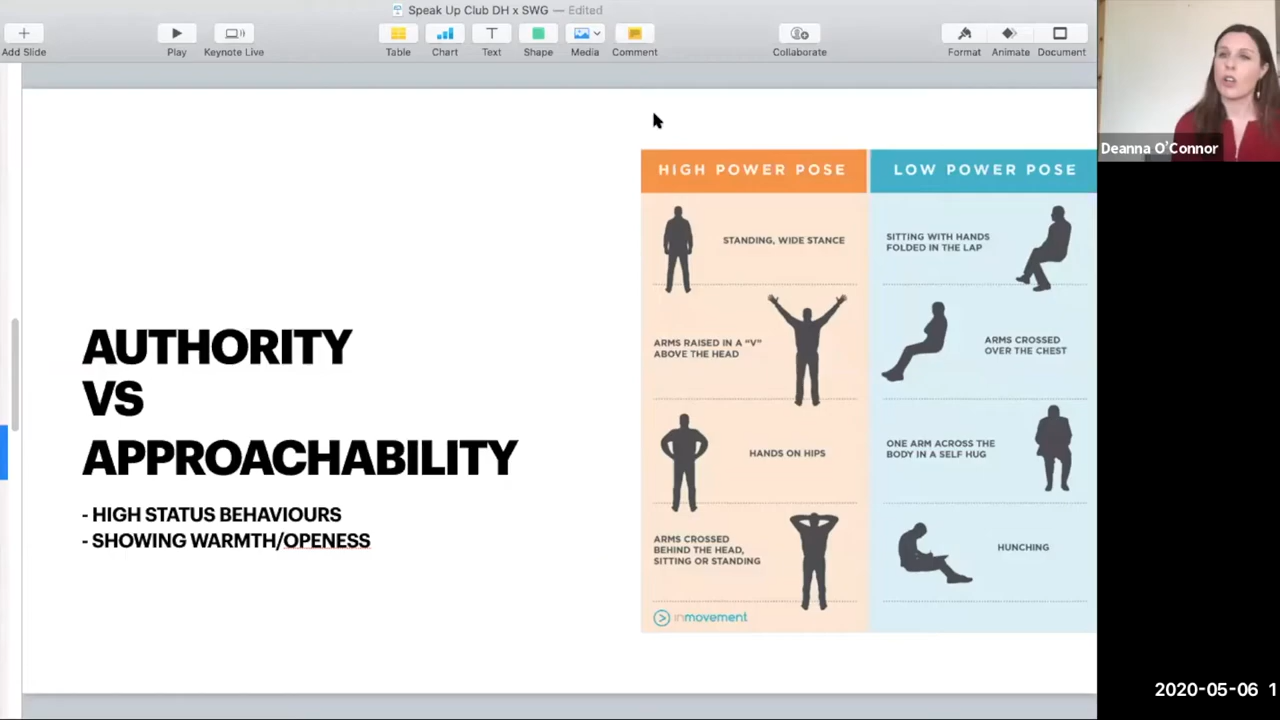 Speak Up Club DH x SWG — Edited
Add Slide
Play
Keynote Live
Table
Chart
Text
Shape
Media
Comment
Collaborate
Format
Animate
Document
Deanna O'Connor
AUTHORITY
VS
APPROACHABILITY
- HIGH STATUS BEHAVIOURS
- SHOWING WARMTH/OPENESS
HIGH POWER POSE
STANDING, WIDE STANCE
ARMS RAISED IN A “V”
ABOVE THE HEAD
HANDS ON HIPS
ARMS CROSSED
BEHIND THE HEAD,
SITTING OR STANDING
inmovement
LOW POWER POSE
SITTING WITH HANDS
FOLDED IN THE LAP
ARMS CROSSED
OVER THE CHEST
ONE ARM ACROSS THE
BODY IN A SELF HUG
HUNCHING
2020-05-06 1